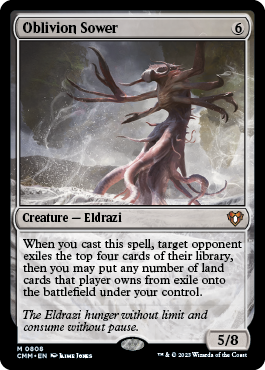 Oblivion Sower 6
Creature — Eldrazi
When you cast this spell, target opponent
exiles the top four cards of their library,
then you may put any number of land
cards that player owns from exile onto
the battlefield under your control.
The Eldrazi hunger without limit and
consume without pause.
5/8
M 0808
CMM • EN Jaime Jones
™ & © 2023 Wizards of the Coast